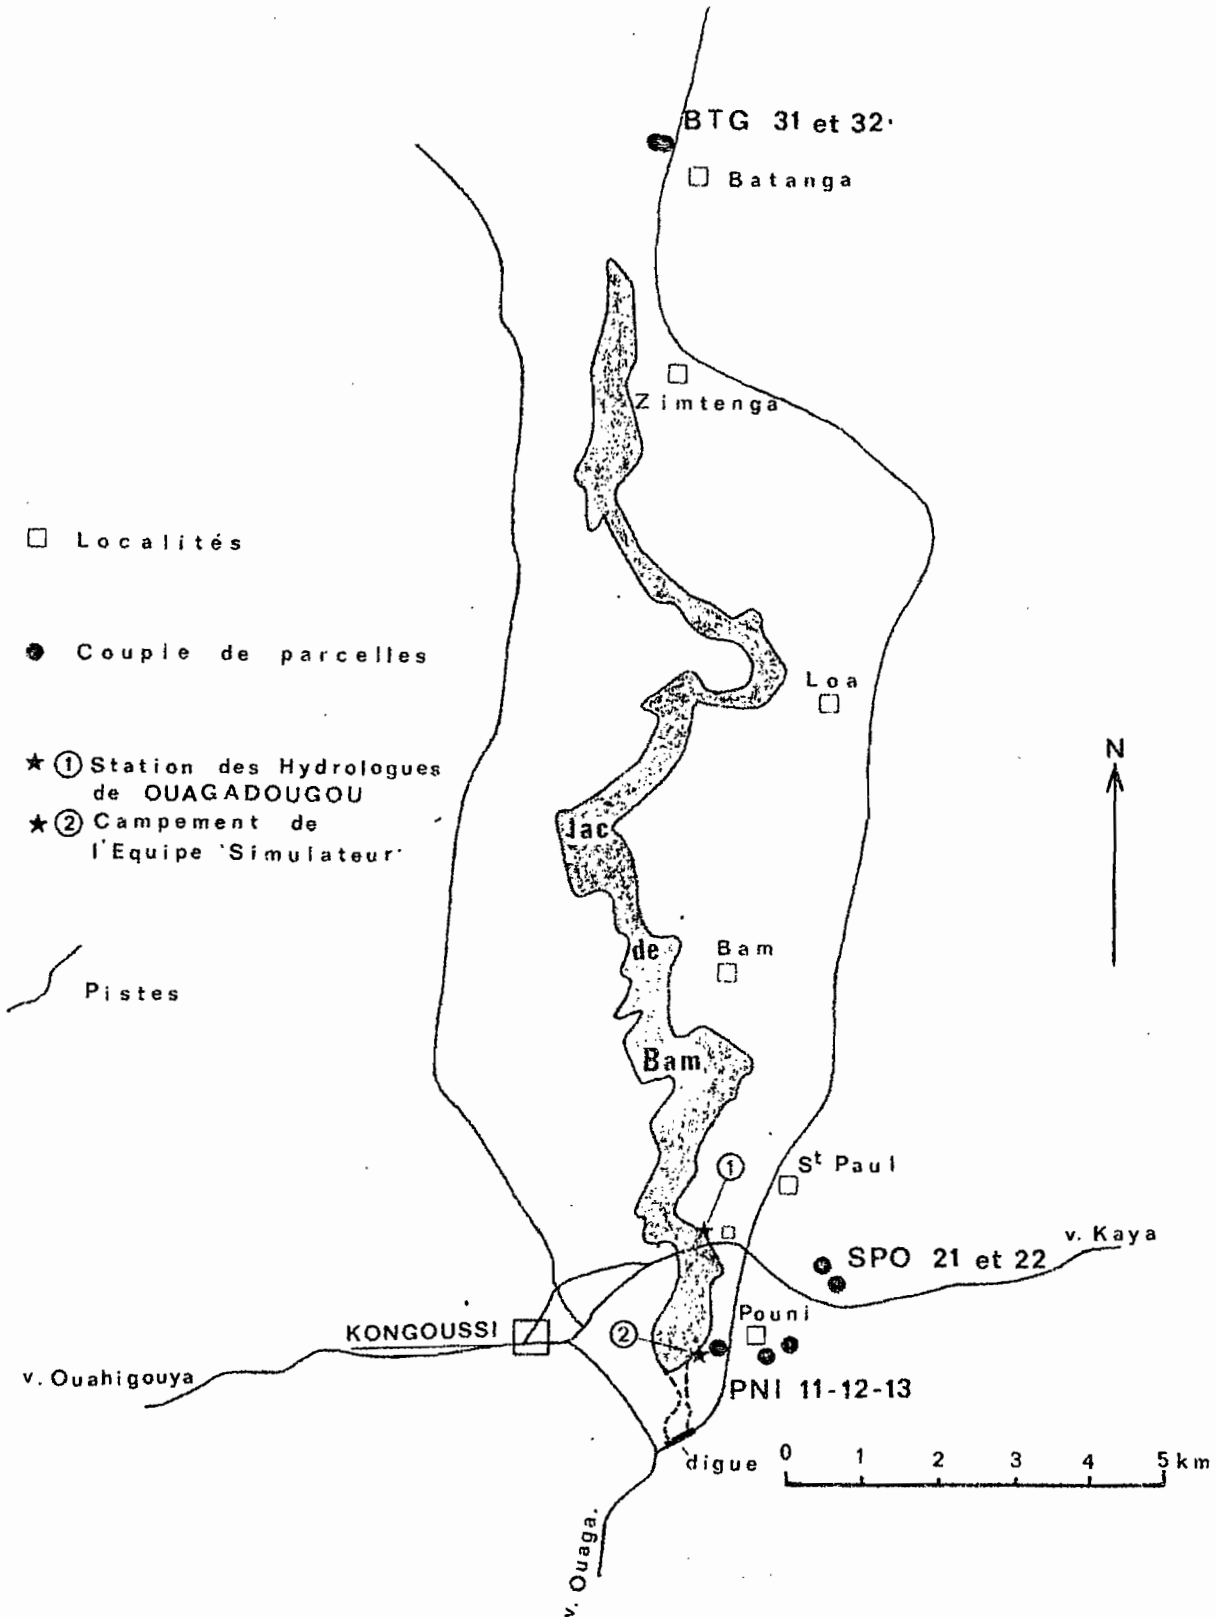 BTG 31 et 32
Batanga
Zimtenga
Localités
Couple de parcelles
Loa
N
① Station des Hydrologues
de OUAGADOUGOU
② Campement de
l'Equipe 'Simulateur'
lac
de
Bam
Bam
Pistes
①
St Paul
v. Kaya
SPO 21 et 22
Pouni
②
KONGOUSSI
v. Ouahigouya
PNI 11-12-13
digue
0 1 2 3 4 5 km
v. Ouaga.